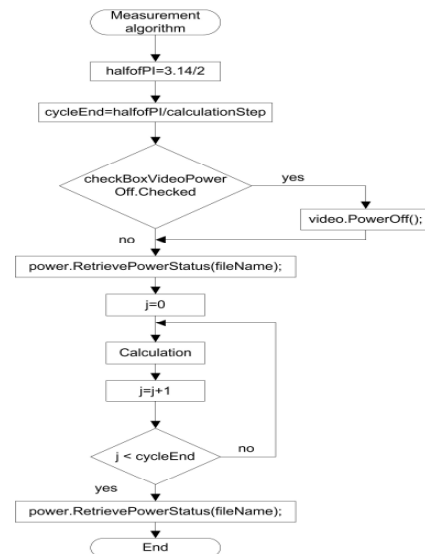 Measurement
algorithm
halfofPI=3.14/2
cycleEnd=halfofPI/calculationStep
checkBoxVideoPower
Off.Checked
yes
video.PowerOff();
no
power.RetrievePowerStatus(fileName);
j=0
Calculation
j=j+1
j < cycleEnd
no
yes
power.RetrievePowerStatus(fileName);
End